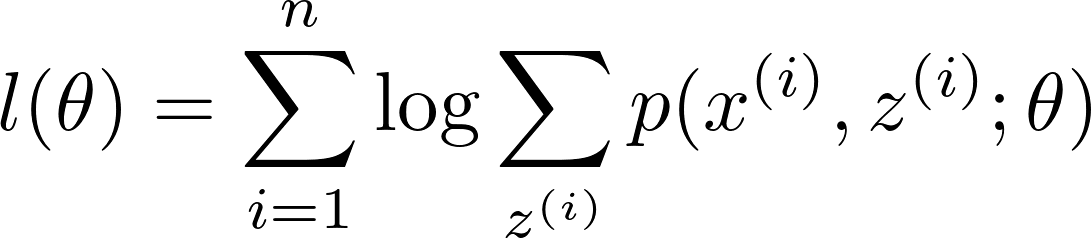 l(θ) = ∑_{i=1}^{n} log ∑_{z^{(i)}} p(x^{(i)}, z^{(i)}; θ)